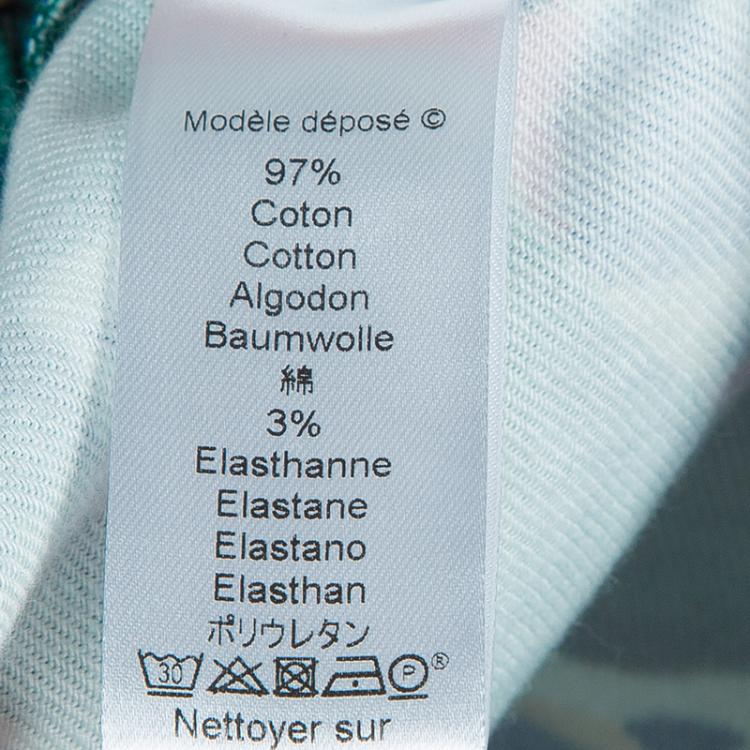 Modèle déposé ©
97%
Coton
Cotton
Algodon
Baumwolle
綿
3%
Elasthanne
Elastane
Elastano
Elasthan
ポリウレタン
30 P ®
Nettoyer sur